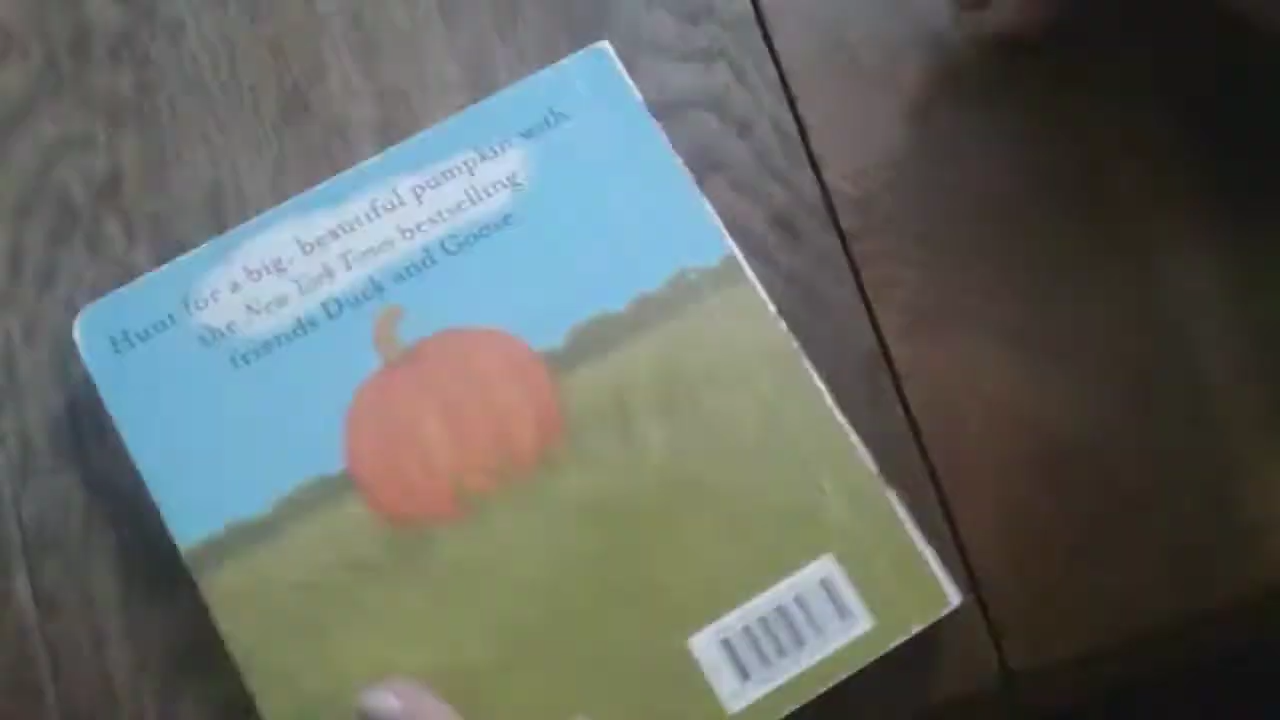 Hunt for a big, beautiful pumpkin with
the New York Times bestselling
friends Duck and Goose